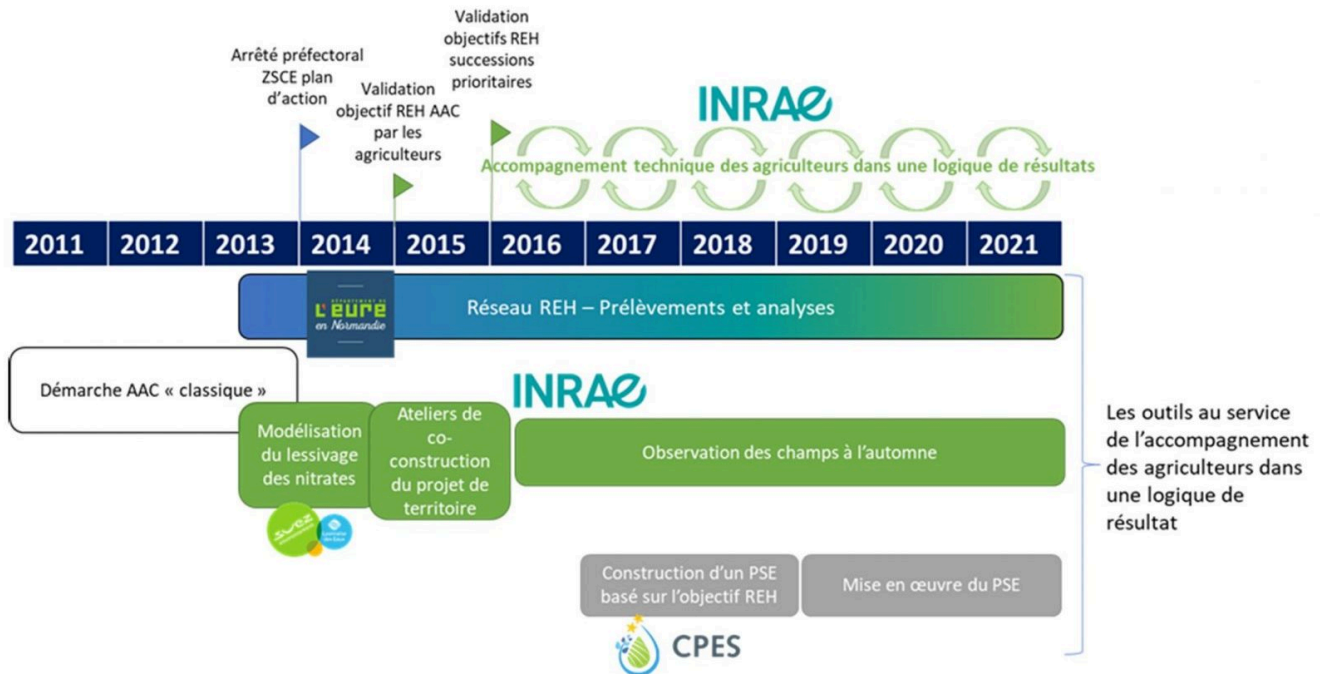 Validation
objectifs REH
successions
prioritaires
Arrêté préfectoral
ZSCE plan
d'action
Validation
objectif REH AAC
par les
agriculteurs
INRAE
Accompagnement technique des agriculteurs dans une logique de résultats
2011 2012 2013 2014 2015 2016 2017 2018 2019 2020 2021
Réseau REH – Prélèvements et analyses
DÉPARTEMENT DE
L'EURE
en Normandie
Démarche AAC « classique »
INRAE
Modélisation
du lessivage
des nitrates
Ateliers de
co-
construction
du projet de
territoire
Observation des champs à l'automne
Les outils au service
de l'accompagnement
des agriculteurs dans
une logique de
résultat
Construction d'un PSE
basé sur l'objectif REH
Mise en œuvre du PSE
CPES